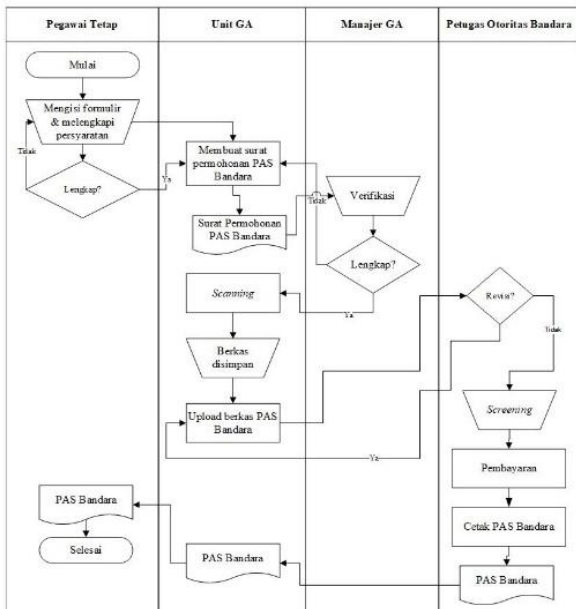 Pegawai Tetap
Unit GA
Manajer GA
Petugas Otoritas Bandara
Mulai
Mengisi formulir
& melengkapi
persyaratan
Tidak
Lengkap?
Ya
Membuat surat
permohonan PAS
Bandara
Surat Permohonan
PAS Bandara
Tidak
Verifikasi
Lengkap?
Ya
Scanning
Berkas
disimpan
Upload berkas PAS
Bandara
Revisi?
Tidak
Ya
Screening
Pembayaran
Cetak PAS Bandara
PAS Bandara
PAS Bandara
PAS Bandara
Selesai